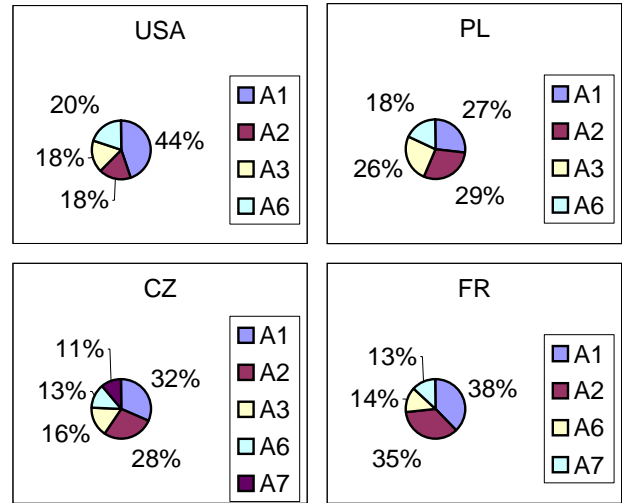 USA
20%
44%
18%
18%
A1
A2
A3
A6
PL
18%
27%
26%
29%
A1
A2
A3
A6
CZ
11%
32%
13%
16%
28%
A1
A2
A3
A6
A7
FR
13%
38%
14%
35%
A1
A2
A6
A7